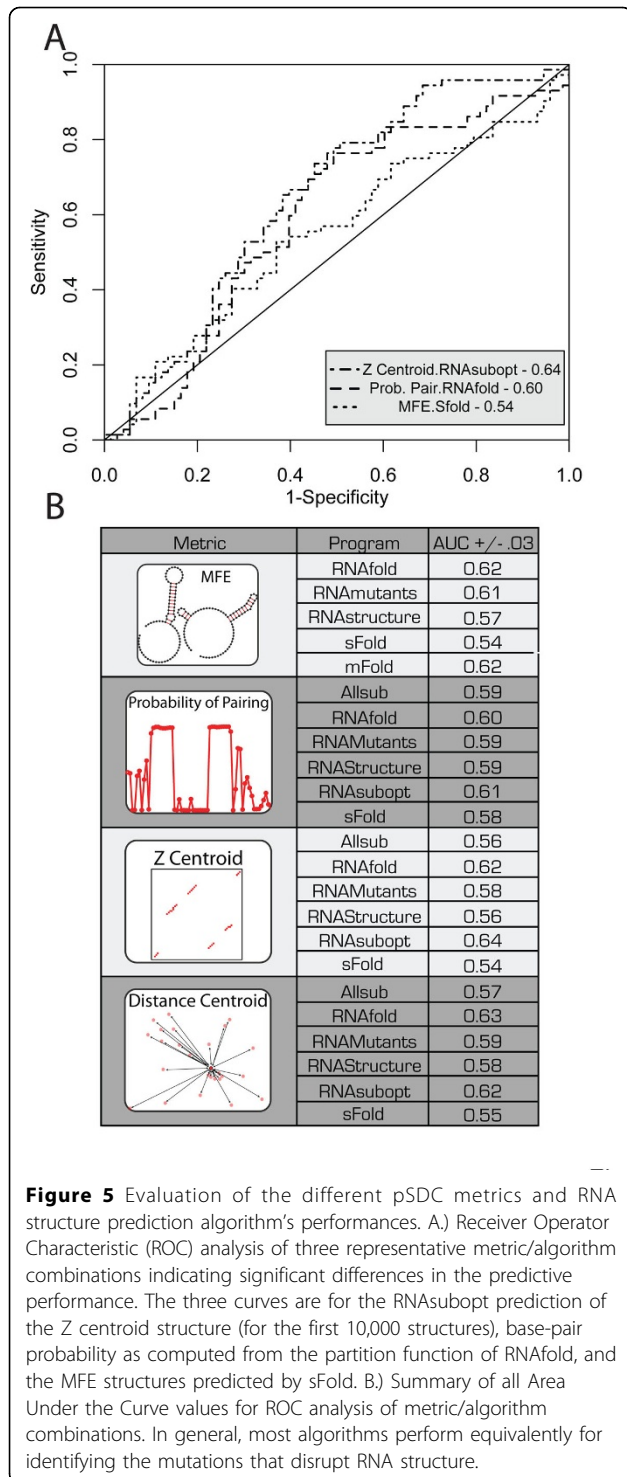 A
1.0
0.8
0.6
0.4
0.2
0.0
Sensitivity
Z Centroid.RNAsubopt - 0.64
Prob. Pair.RNAfold - 0.60
MFE.Sfold - 0.54
0.0 0.2 0.4 0.6 0.8 1.0
1-Specificity
B
Metric Program AUC +/- .03
MFE
RNAfold 0.62
RNAmutants 0.61
RNAstructure 0.57
sFold 0.54
mFold 0.62
Probability of Pairing
Allsub 0.59
RNAfold 0.60
RNAMutants 0.59
RNAStructure 0.59
RNAsubopt 0.61
sFold 0.58
Z Centroid
Allsub 0.56
RNAfold 0.62
RNAMutants 0.58
RNAStructure 0.56
RNAsubopt 0.64
sFold 0.54
Distance Centroid
Allsub 0.57
RNAfold 0.63
RNAMutants 0.59
RNAStructure 0.58
RNAsubopt 0.62
sFold 0.55
Figure 5 Evaluation of the different pSDC metrics and RNA
structure prediction algorithm's performances. A.) Receiver Operator
Characteristic (ROC) analysis of three representative metric/algorithm
combinations indicating significant differences in the predictive
performance. The three curves are for the RNAsubopt prediction of
the Z centroid structure (for the first 10,000 structures), base-pair
probability as computed from the partition function of RNAfold, and
the MFE structures predicted by sFold. B.) Summary of all Area
Under the Curve values for ROC analysis of metric/algorithm
combinations. In general, most algorithms perform equivalently for
identifying the mutations that disrupt RNA structure.